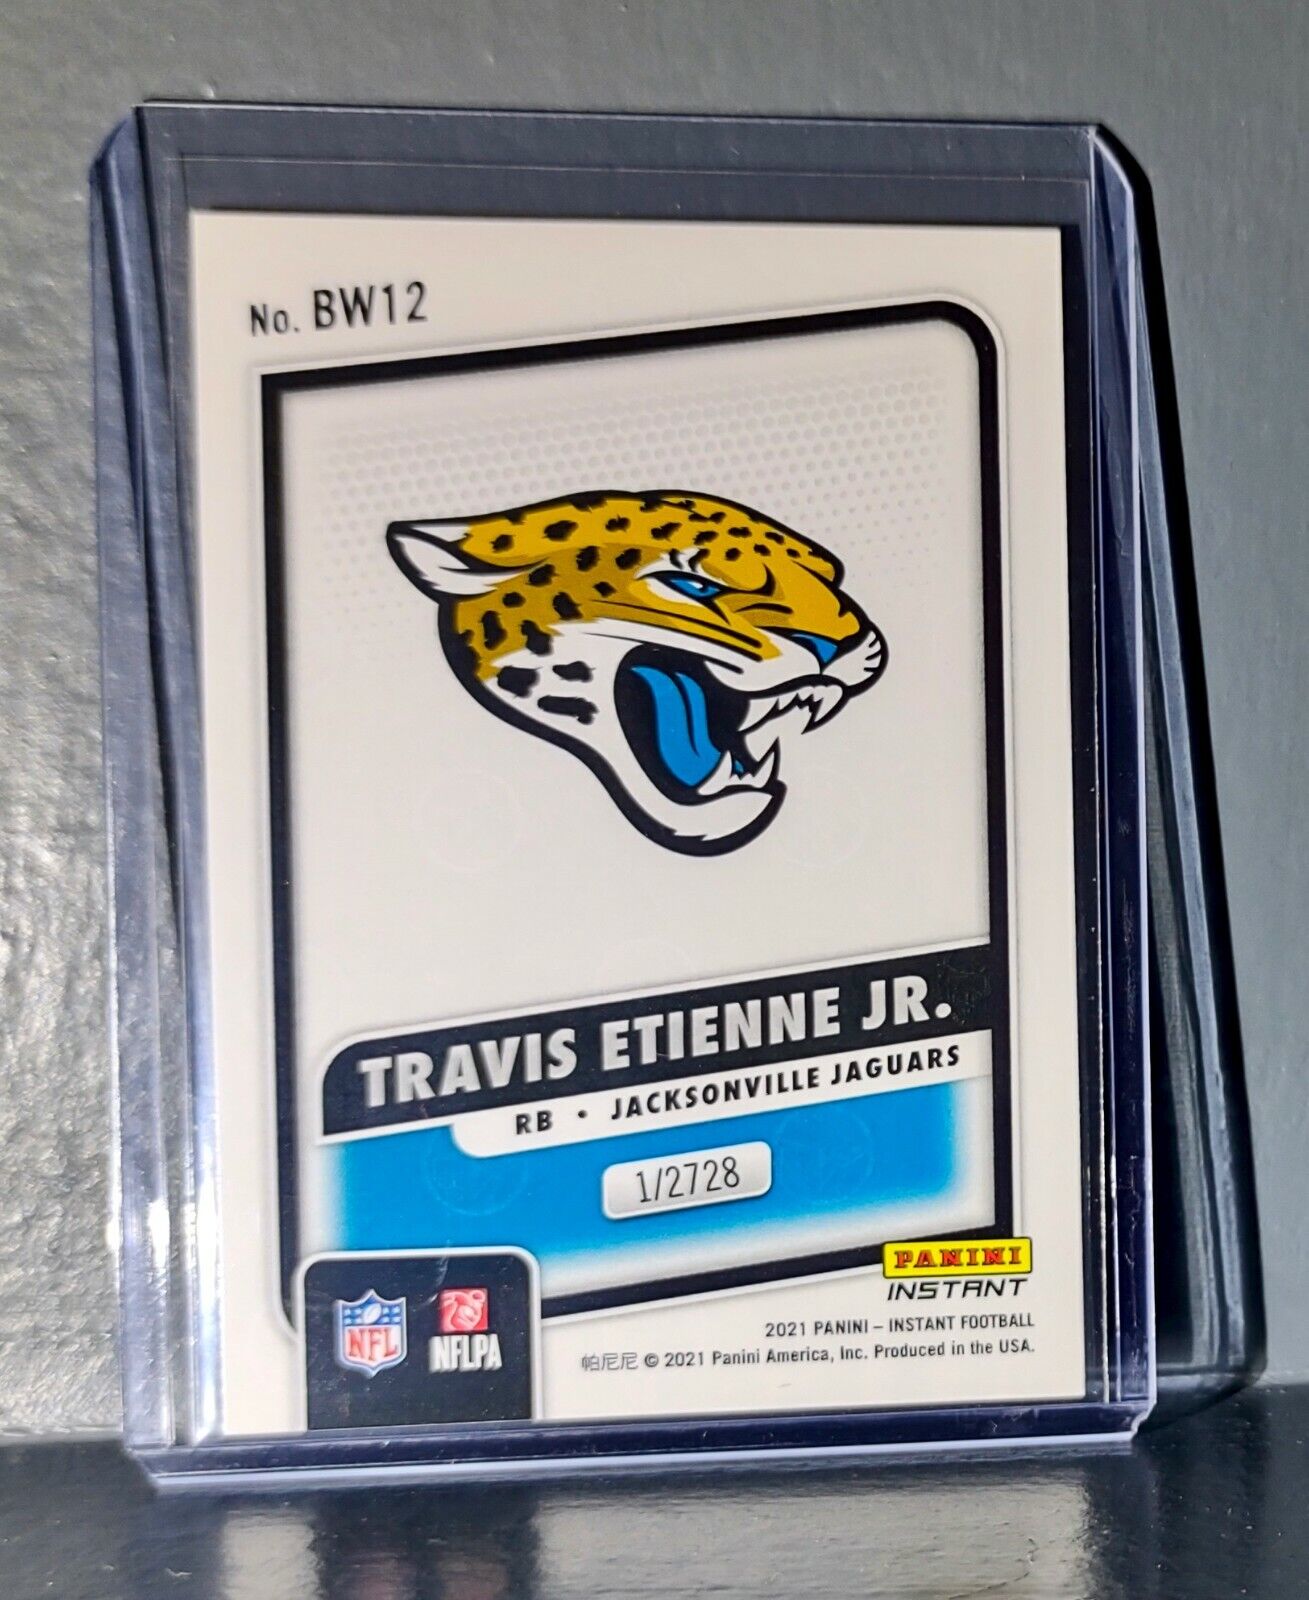 No. BW12
TRAVIS ETIENNE JR.
RB • JACKSONVILLE JAGUARS
1/2728
PANINI
INSTANT
NFL
NFLPA
2021 PANINI – INSTANT FOOTBALL
帕尼尼 © 2021 Panini America, Inc. Produced in the USA.